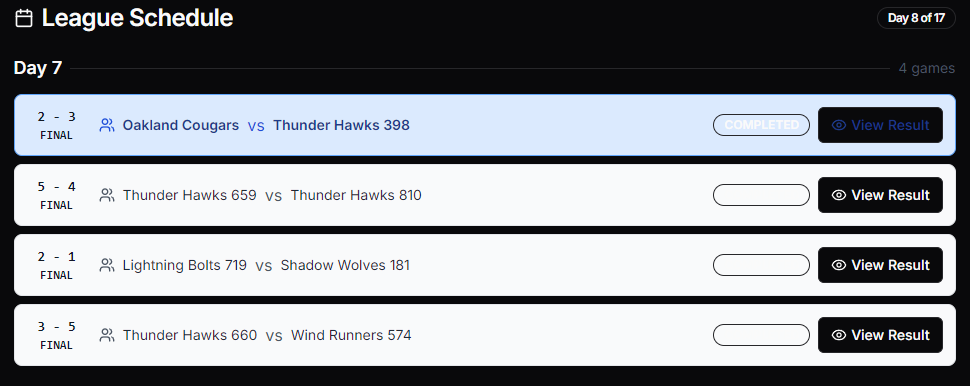 League Schedule
Day 8 of 17
Day 7
4 games
2 - 3
FINAL
Oakland Cougars vs Thunder Hawks 398
COMPLETED
View Result
5 - 4
FINAL
Thunder Hawks 659 vs Thunder Hawks 810
View Result
2 - 1
FINAL
Lightning Bolts 719 vs Shadow Wolves 181
View Result
3 - 5
FINAL
Thunder Hawks 660 vs Wind Runners 574
View Result